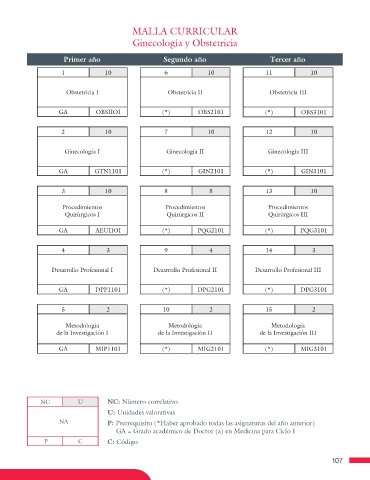 MALLA CURRICULAR
Ginecología y Obstetricia
Primer año Segundo año Tercer año
1 10 6 10 11 10
Obstetricia I Obstetricia II Obstetricia III
GA OBSII0I (*) OBS2101 (*) OBS3101
2 10 7 10 12 10
Ginecología I Ginecología II Ginecología III
GA GTN1101 (*) GIN2101 (*) GIN3101
3 10 8 8 13 10
Procedimientos Procedimientos Procedimientos
Quirúrgicos I Quirúrgicos II Quirúrgicos III
GA AEU1I0I (*) PQG2101 (*) PQG3101
4 3 9 4 14 3
Desarrollo Profesional I Desarrollo Profesional II Desarrollo Profesional III
GA DPP1101 (*) DPG2101 (*) DPG3101
5 2 10 2 15 2
Metodología Metodología Metodología
de la Investigación I de la Investigación II de la Investigación III
GA MIP1101 (*) MIG2101 (*) MIG3101
NC U NC: Número correlativo
U: Unidades valorativas
NA P: Prerrequisito (*Haber aprobado todas las asignaturas del año anterior)
GA = Grado académico de Doctor (a) en Medicina para Ciclo I
P C C: Código
107